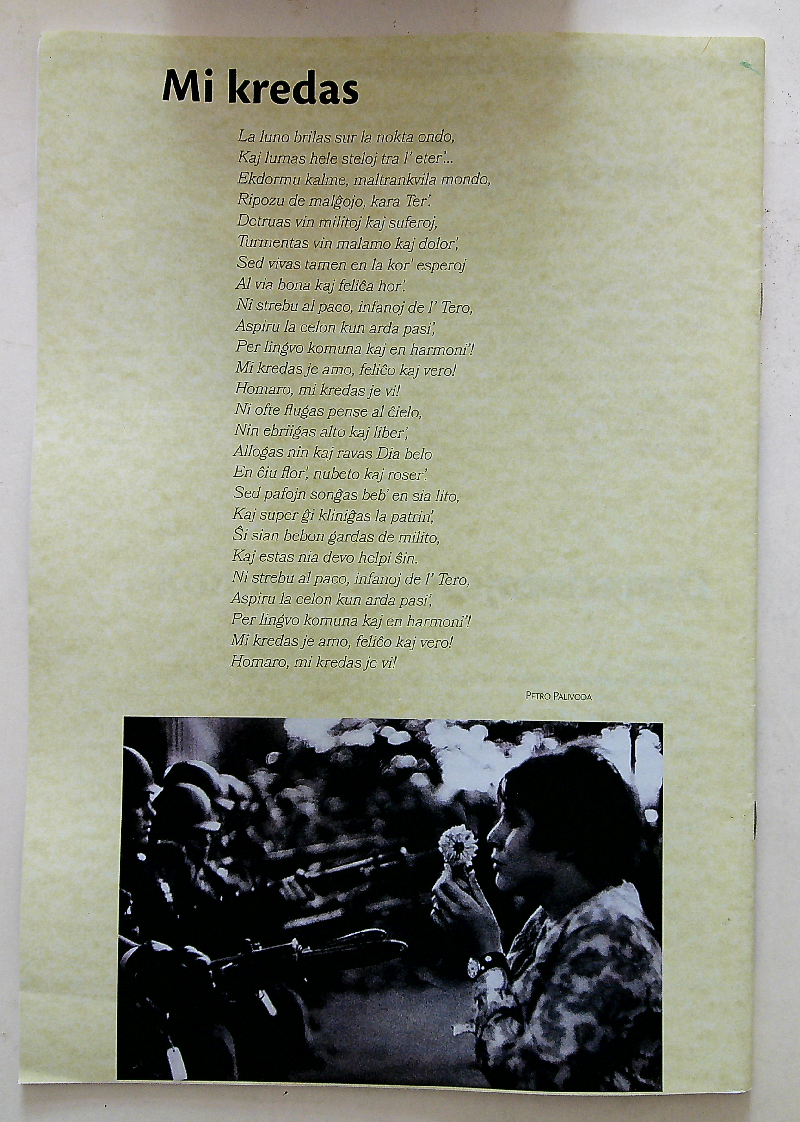 Mi kredas
La luno brilas sur la nokta ondo,
Kaj lumas hele steloj tra l' eter'...
Ekdormu kalme, maltrankvila mondo,
Ripozu de malĝojo, kara Ter'.
Detruas vin militoj kaj suferoj,
Turmentas vin malamo kaj dolor',
Sed vivas tamen en la kor' esperoj
Al via bona kaj feliĉa hor'.
Ni strebu al paco, infanoj de l' Tero,
Aspiru la celon kun arda pasi',
Per lingvo komuna kaj en harmoni'!
Mi kredas je amo, feliĉo kaj vero!
Homaro, mi kredas je vi!
Ni ofte flugas pense al ĉielo,
Nin ebriigas alto kaj liber',
Allogas nin kaj ravas Dia belo
En ĉiu flor', nubeto kaj roser'.
Sed pafojn sonĝas beb' en sia lito,
Kaj super ĝi kliniĝas la patrin',
Ŝi sian bebon gardas de milito,
Kaj estas nia devo helpi ŝin.
Ni strebu al paco, infanoj de l' Tero,
Aspiru la celon kun arda pasi',
Per lingvo komuna kaj en harmoni'!
Mi kredas je amo, feliĉo kaj vero!
Homaro, mi kredas je vi!
Petro Palivoda